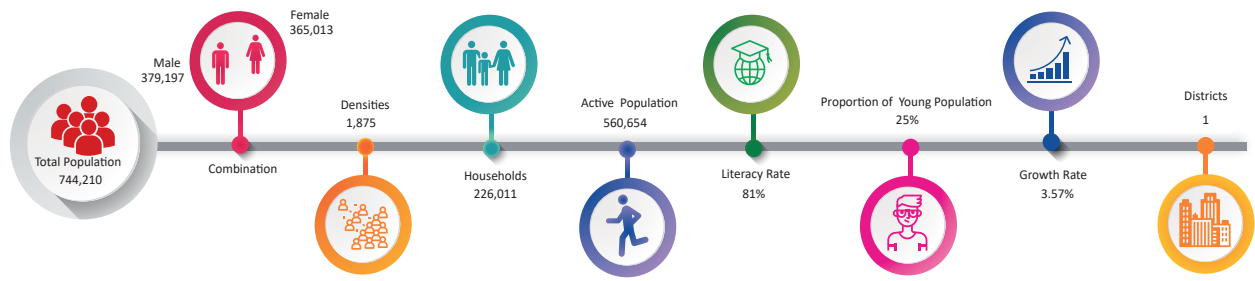 Total Population
744,210
Male
379,197
Female
365,013
Combination
Densities
1,875
Households
226,011
Active Population
560,654
Literacy Rate
81%
Proportion of Young Population
25%
Growth Rate
3.57%
Districts
1